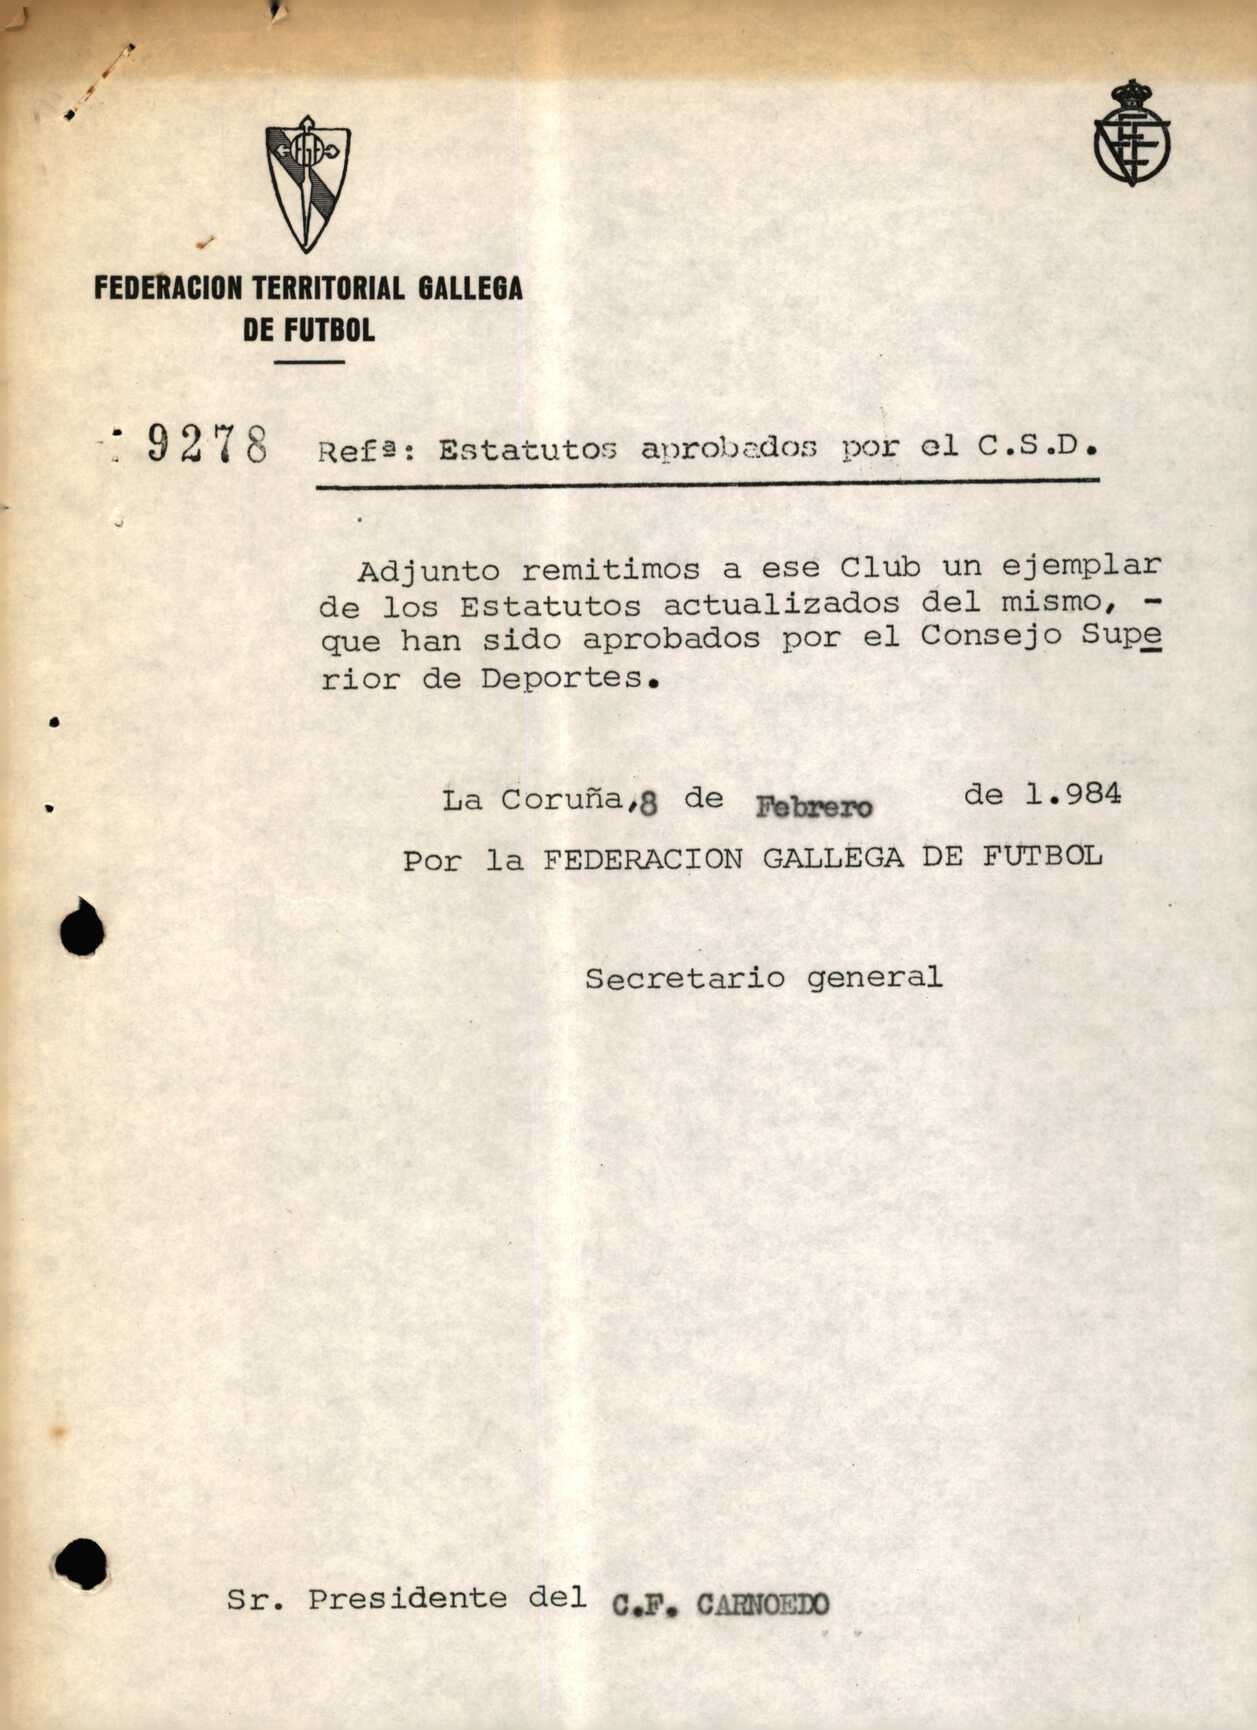 FEDERACION TERRITORIAL GALLEGA
DE FUTBOL
9278 Refª: Estatutos aprobados por el C.S.D.
Adjunto remitimos a ese Club un ejemplar
de los Estatutos actualizados del mismo, -
que han sido aprobados por el Consejo Supe
rior de Deportes.
La Coruña, 8 de Febrero de 1.984
Por la FEDERACION GALLEGA DE FUTBOL
Secretario general
Sr. Presidente del C.F. CARNOEDO